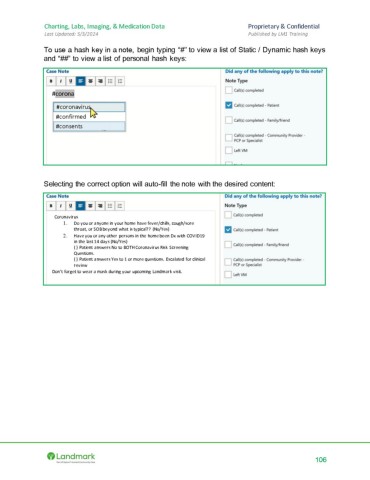 Charting, Labs, Imaging, & Medication Data Proprietary & Confidential
Last Updated: 5/3/2024 Published by LM1 Training
To use a hash key in a note, begin typing "#" to view a list of Static / Dynamic hash keys
and "##" to view a list of personal hash keys:
Case Note Did any of the following apply to this note?
B I U Note Type
#corona
Call(s) completed
#coronavirus
Call(s) completed - Patient
#confirmed
Call(s) completed - Family/friend
#consents
Call(s) completed - Community Provider -
PCP or Specialist
Left VM
Selecting the correct option will auto-fill the note with the desired content:
Case Note Did any of the following apply to this note?
B I U Note Type
Coronavirus
1. Do you or anyone in your home have fever/chills, cough/sore
throat, or SOB beyond what is typical?? (No/Yes)
2. Have you or any other persons in the home been Dx with COVID19
in the last 14 days (No/Yes)
( ) Patient answers No to BOTH Coronavirus Risk Screening
Questions.
( ) Patient answers Yes to 1 or more questions. Escalated for clinical
review
Don't forget to wear a mask during your upcoming Landmark visit.
Call(s) completed
Call(s) completed - Patient
Call(s) completed - Family/friend
Call(s) completed - Community Provider -
PCP or Specialist
Left VM
Landmark
106